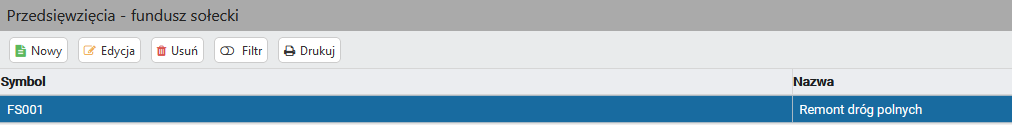 Przedsięwzięcia - fundusz sołecki
Nowy Edycja Usuń Filtr Drukuj
Symbol Nazwa
FS001 Remont dróg polnych